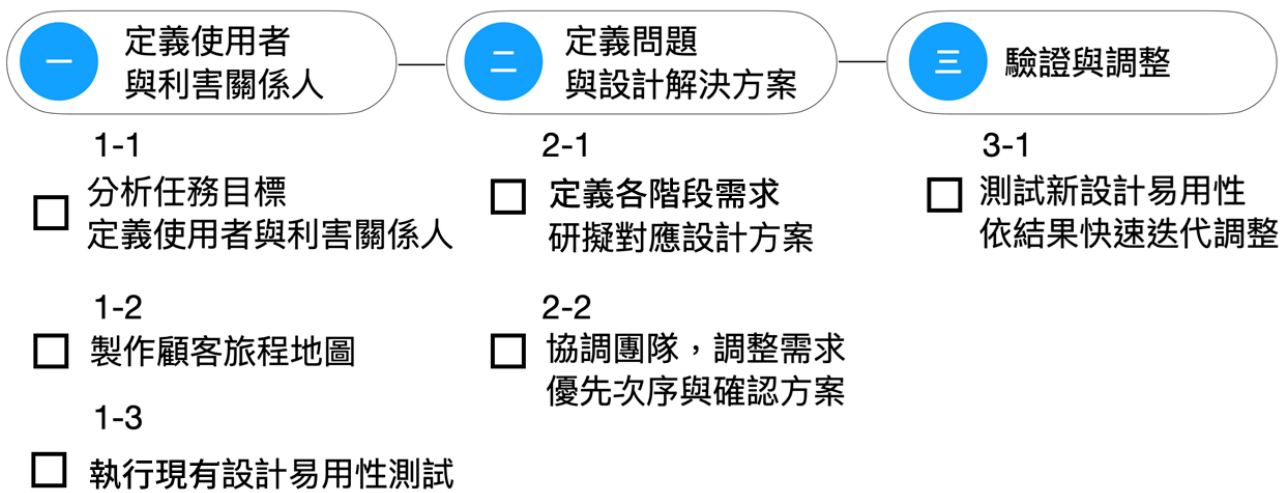 一
定義使用者
與利害關係人
二
定義問題
與設計解決方案
三
驗證與調整
1-1
分析任務目標
定義使用者與利害關係人
1-2
製作顧客旅程地圖
1-3
執行現有設計易用性測試
2-1
定義各階段需求
研擬對應設計方案
2-2
協調團隊，調整需求
優先次序與確認方案
3-1
測試新設計易用性
依結果快速迭代調整